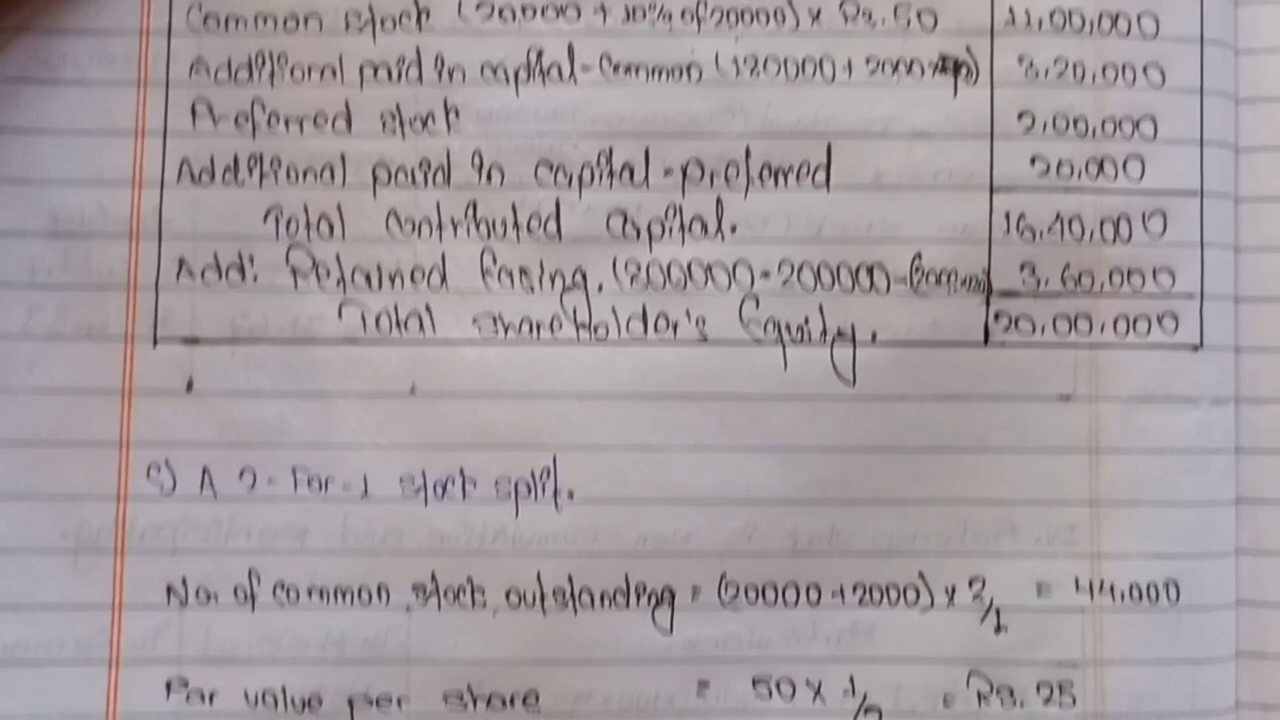 Common stock (20000 + 10% of 20000) x Rs. 50 11,00,000
Additional paid in capital - Common (120000 + 2000 3,20,000
Preferred stock 2,00,000
Additional paid in capital - preferred 20,000
Total contributed capital. 16,40,000
Add: Retained Earing. (800000 - 200000 - 3,60,000
Total ShareHolder's Equity. 20,00,000
c) A 2 - For - 1 stock split.
No. of common stock outstanding = (20000 + 2000) x 2/1 = 44,000
Par value per share = 50 x 1/2 = Rs. 25